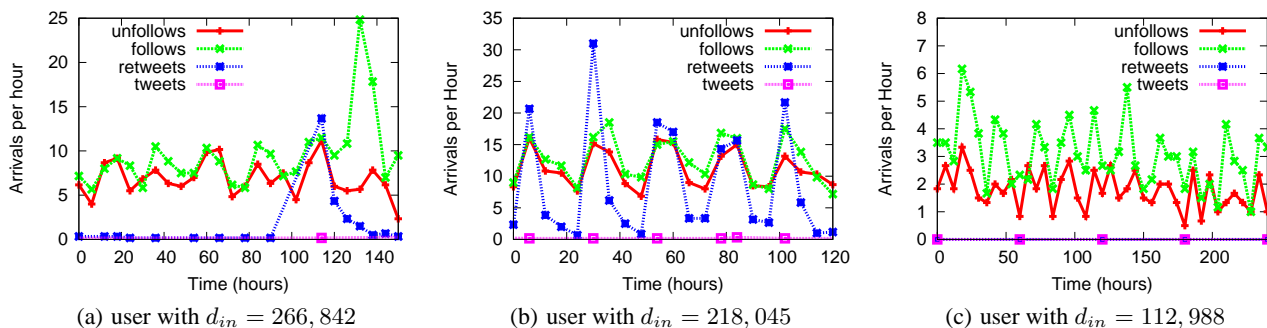 Arrivals per hour
25
20
15
10
5
0
0 20 40 60 80 100 120 140
Time (hours)
unfollows
follows
retweets
tweets
(a) user with d_in = 266, 842
Arrivals per Hour
35
30
25
20
15
10
5
0
0 20 40 60 80 100 120
Time (hours)
unfollows
follows
retweets
tweets
(b) user with d_in = 218, 045
Arrivals per Hour
8
7
6
5
4
3
2
1
0
0 50 100 150 200
Time (hours)
unfollows
follows
retweets
tweets
(c) user with d_in = 112, 988